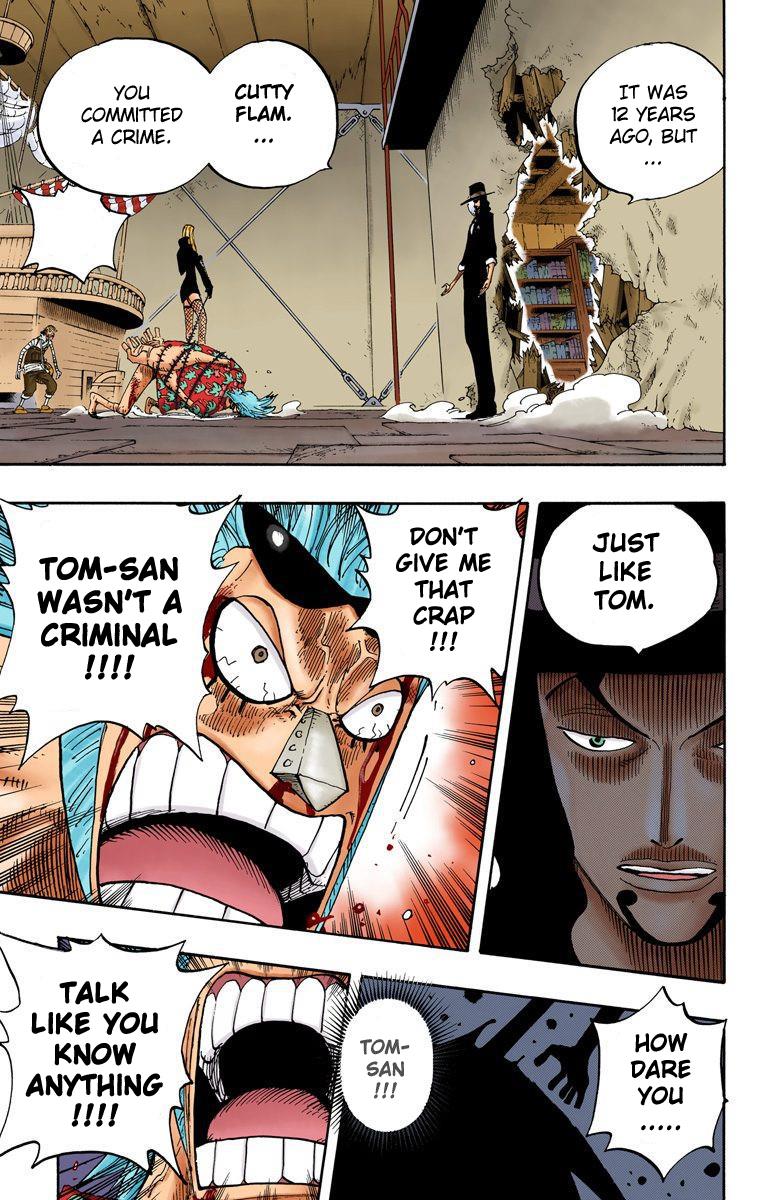 IT WAS
12 YEARS
AGO, BUT
...
CUTTY
FLAM.
...
YOU
COMMITTED
A CRIME.
JUST
LIKE
TOM.
DON'T
GIVE ME
THAT
CRAP
!!!
TOM-SAN
WASN'T A
CRIMINAL
!!!!
HOW
DARE
YOU
.....
TOM-
SAN
!!!
TALK
LIKE YOU
KNOW
ANYTHING
!!!!